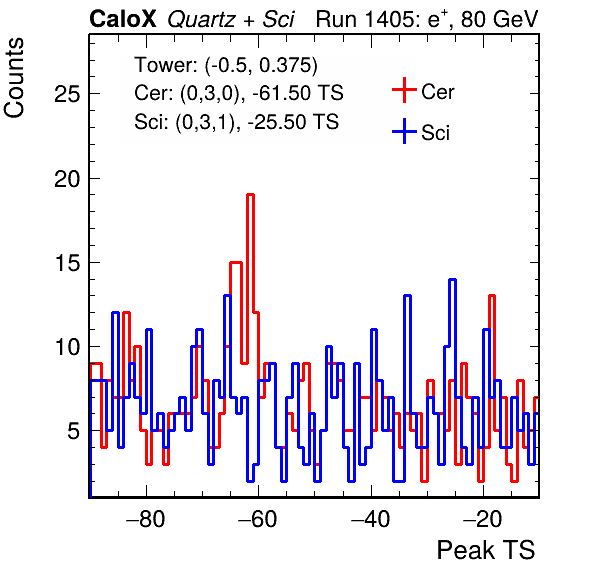 CaloX Quartz + Sci Run 1405: e+, 80 GeV
Counts
Tower: (-0.5, 0.375)
Cer: (0,3,0), -61.50 TS
Sci: (0,3,1), -25.50 TS
Cer
Sci
25
20
15
10
5
−80 −60 −40 −20
Peak TS